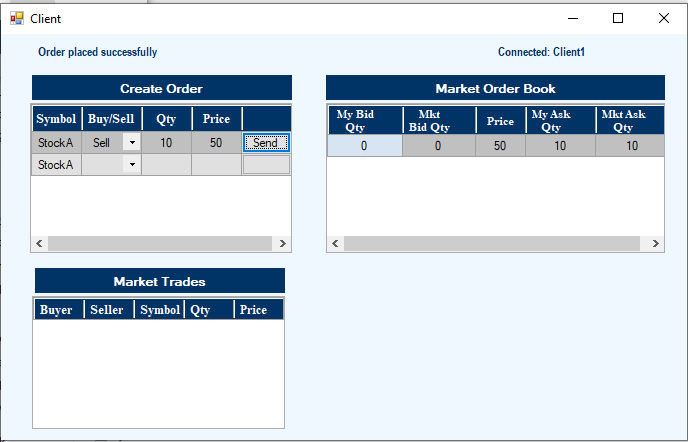 Client
Order placed successfully Connected: Client1
Create Order
Symbol Buy/Sell Qty Price
StockA Sell 10 50 Send
StockA
Market Order Book
My Bid Qty Mkt Bid Qty Price My Ask Qty Mkt Ask Qty
0 0 50 10 10
Market Trades
Buyer Seller Symbol Qty Price